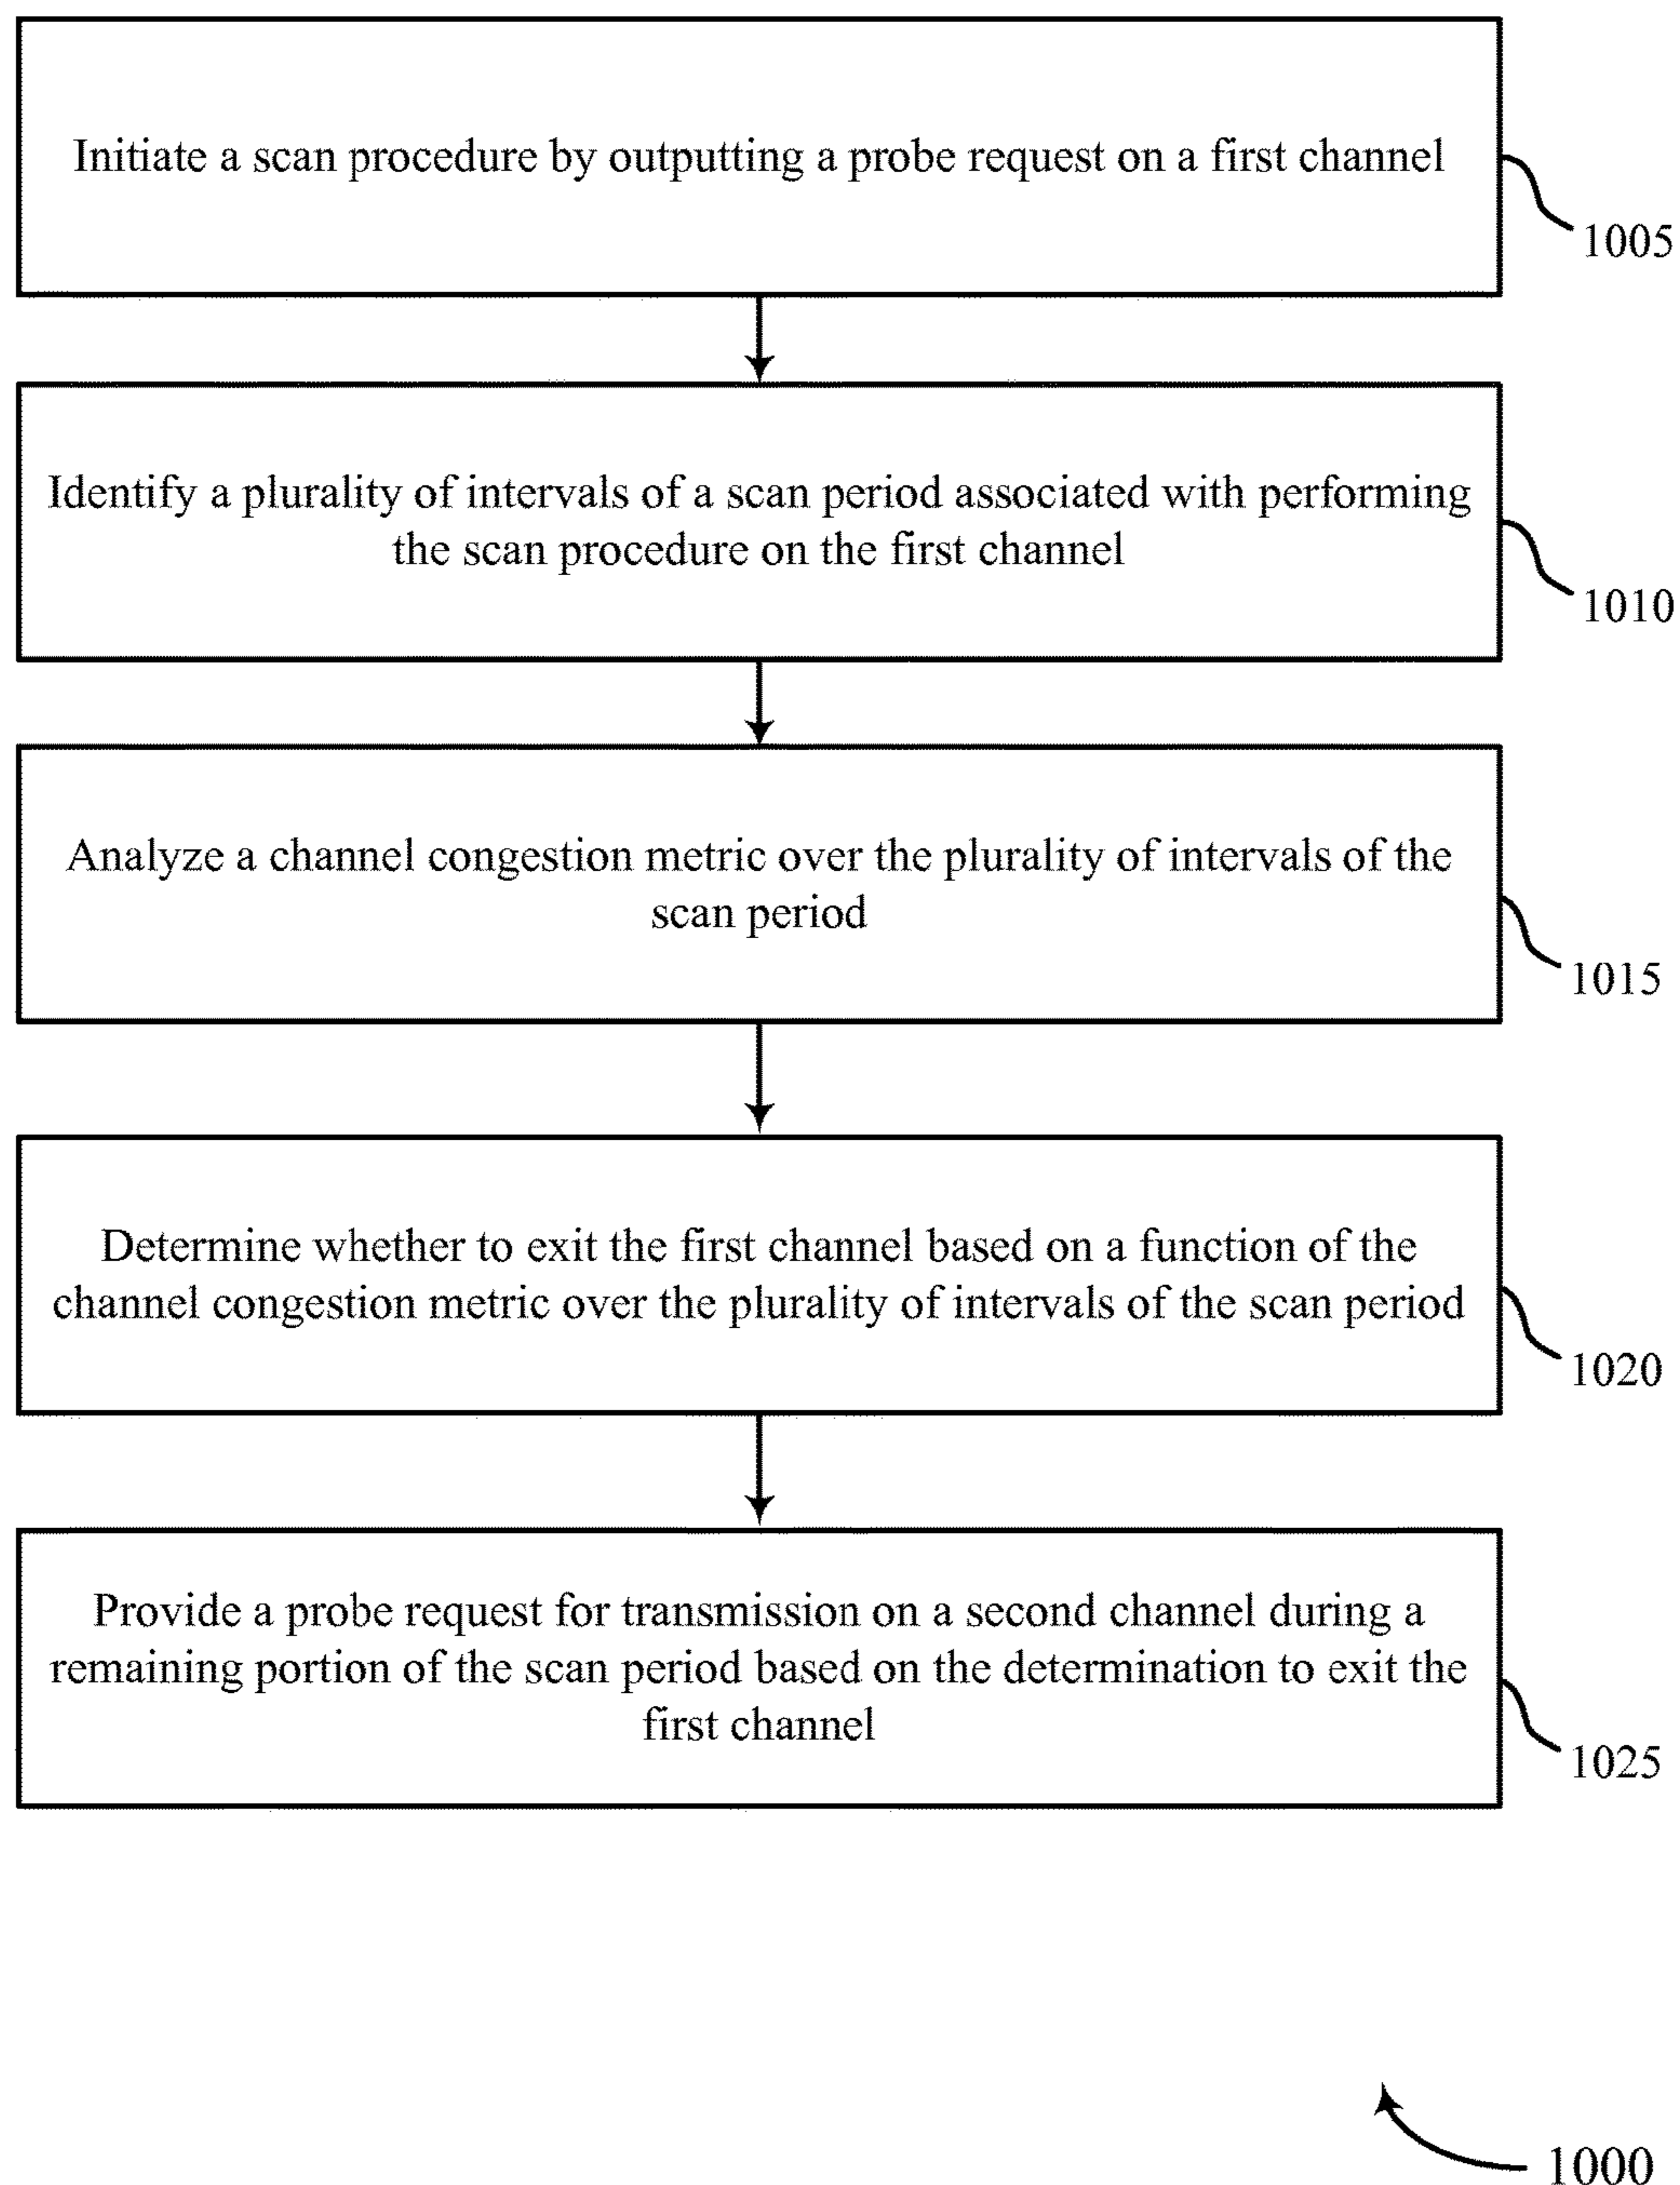 Initiate a scan procedure by outputting a probe request on a first channel
1005
Identify a plurality of intervals of a scan period associated with performing
the scan procedure on the first channel
1010
Analyze a channel congestion metric over the plurality of intervals of the
scan period
1015
Determine whether to exit the first channel based on a function of the
channel congestion metric over the plurality of intervals of the scan period
1020
Provide a probe request for transmission on a second channel during a
remaining portion of the scan period based on the determination to exit the
first channel
1025
1000